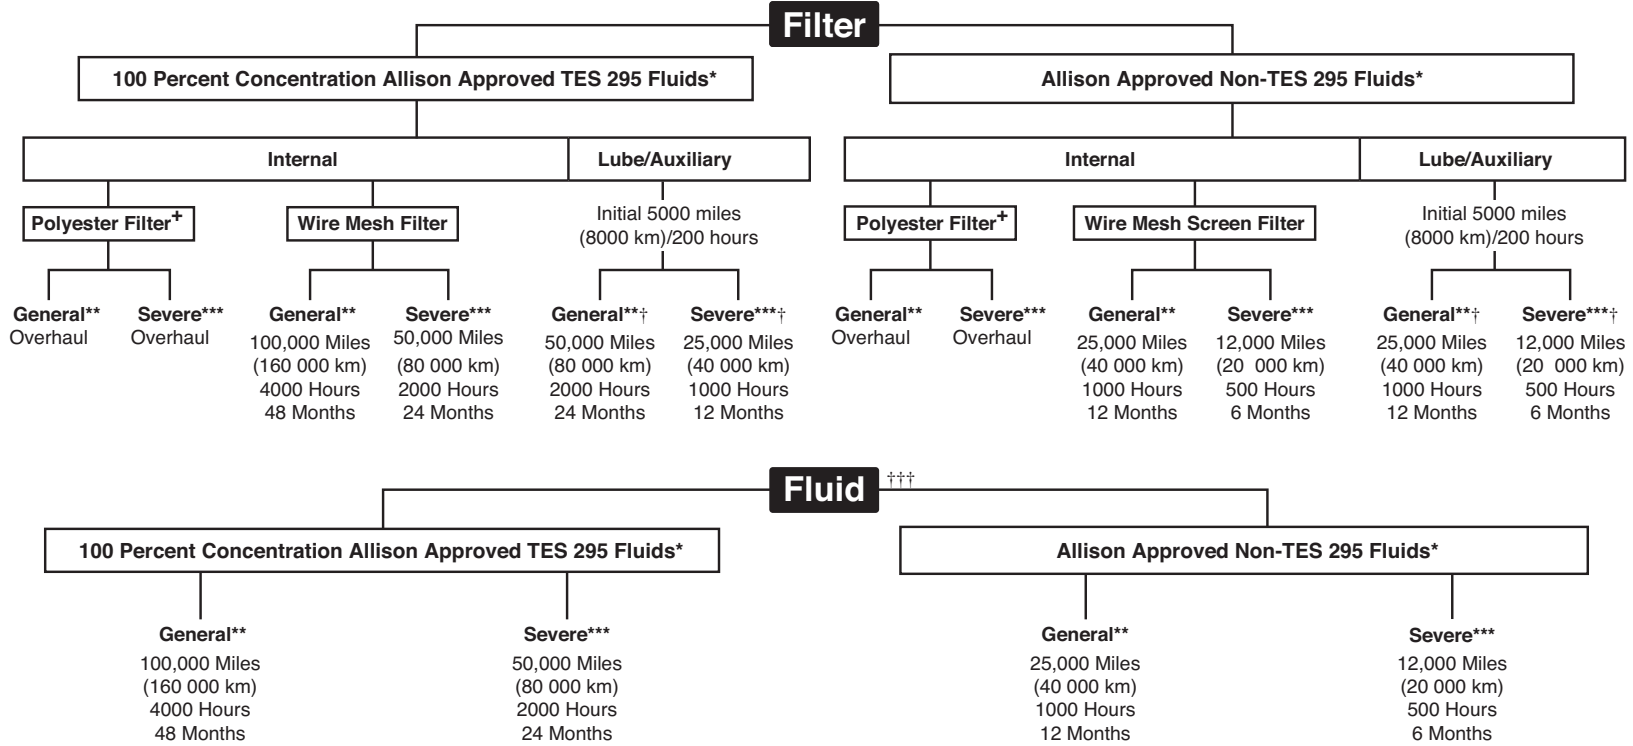 Filter
100 Percent Concentration Allison Approved TES 295 Fluids*
Internal
Lube/Auxiliary
Polyester Filter+
Wire Mesh Filter
Initial 5000 miles
(8000 km)/200 hours
General**
Overhaul
Severe***
Overhaul
General**
100,000 Miles
(160 000 km)
4000 Hours
48 Months
Severe***
50,000 Miles
(80 000 km)
2000 Hours
24 Months
General**†
50,000 Miles
(80 000 km)
2000 Hours
24 Months
Severe***†
25,000 Miles
(40 000 km)
1000 Hours
12 Months
Allison Approved Non-TES 295 Fluids*
Internal
Lube/Auxiliary
Polyester Filter+
Wire Mesh Screen Filter
Initial 5000 miles
(8000 km)/200 hours
General**
Overhaul
Severe***
Overhaul
General**
25,000 Miles
(40 000 km)
1000 Hours
12 Months
Severe***
12,000 Miles
(20 000 km)
500 Hours
6 Months
General**†
25,000 Miles
(40 000 km)
1000 Hours
12 Months
Severe***†
12,000 Miles
(20 000 km)
500 Hours
6 Months
Fluid †††
100 Percent Concentration Allison Approved TES 295 Fluids*
General**
100,000 Miles
(160 000 km)
4000 Hours
48 Months
Severe***
50,000 Miles
(80 000 km)
2000 Hours
24 Months
Allison Approved Non-TES 295 Fluids*
General**
25,000 Miles
(40 000 km)
1000 Hours
12 Months
Severe***
12,000 Miles
(20 000 km)
500 Hours
6 Months